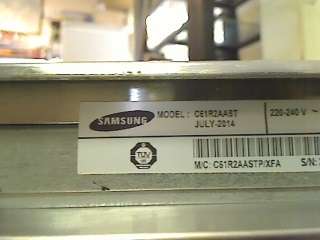 SAMSUNG
MODEL : C61R2AAST
JULY-2014
220-240 V ~
TÜV
M/C: C61R2AASTP/XFA
S/N: